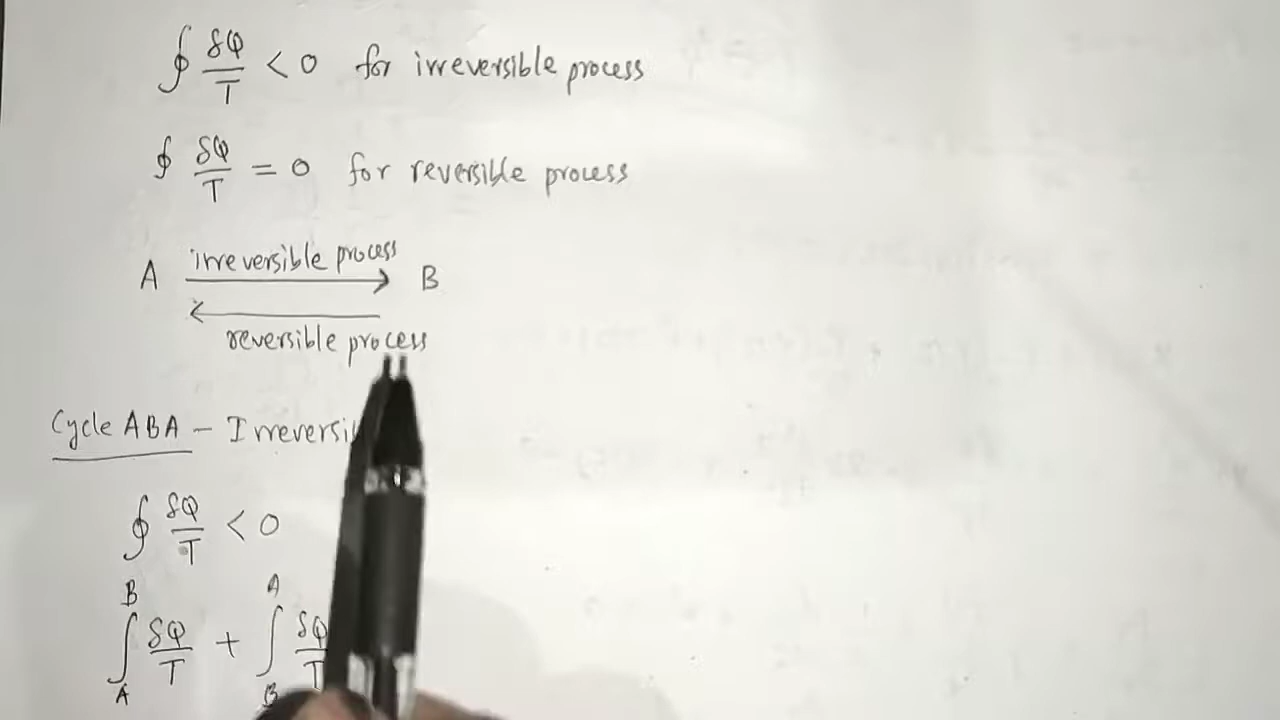 ∮ δQ/T < 0 for irreversible process
∮ δQ/T = 0 for reversible process
irreversible process
A → B
←
reversible process
Cycle ABA –
∮ δQ/T < 0
∫_A^B δQ/T + ∫_B^A δQ/T